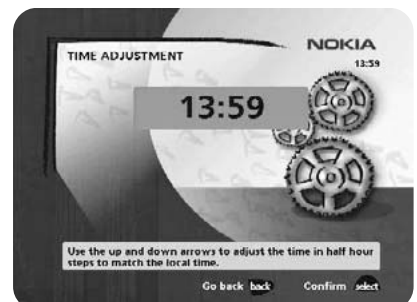 NOKIA
TIME ADJUSTMENT
13:59
13:59
Use the up and down arrows to adjust the time in half hour
steps to match the local time.
Go back back Confirm select